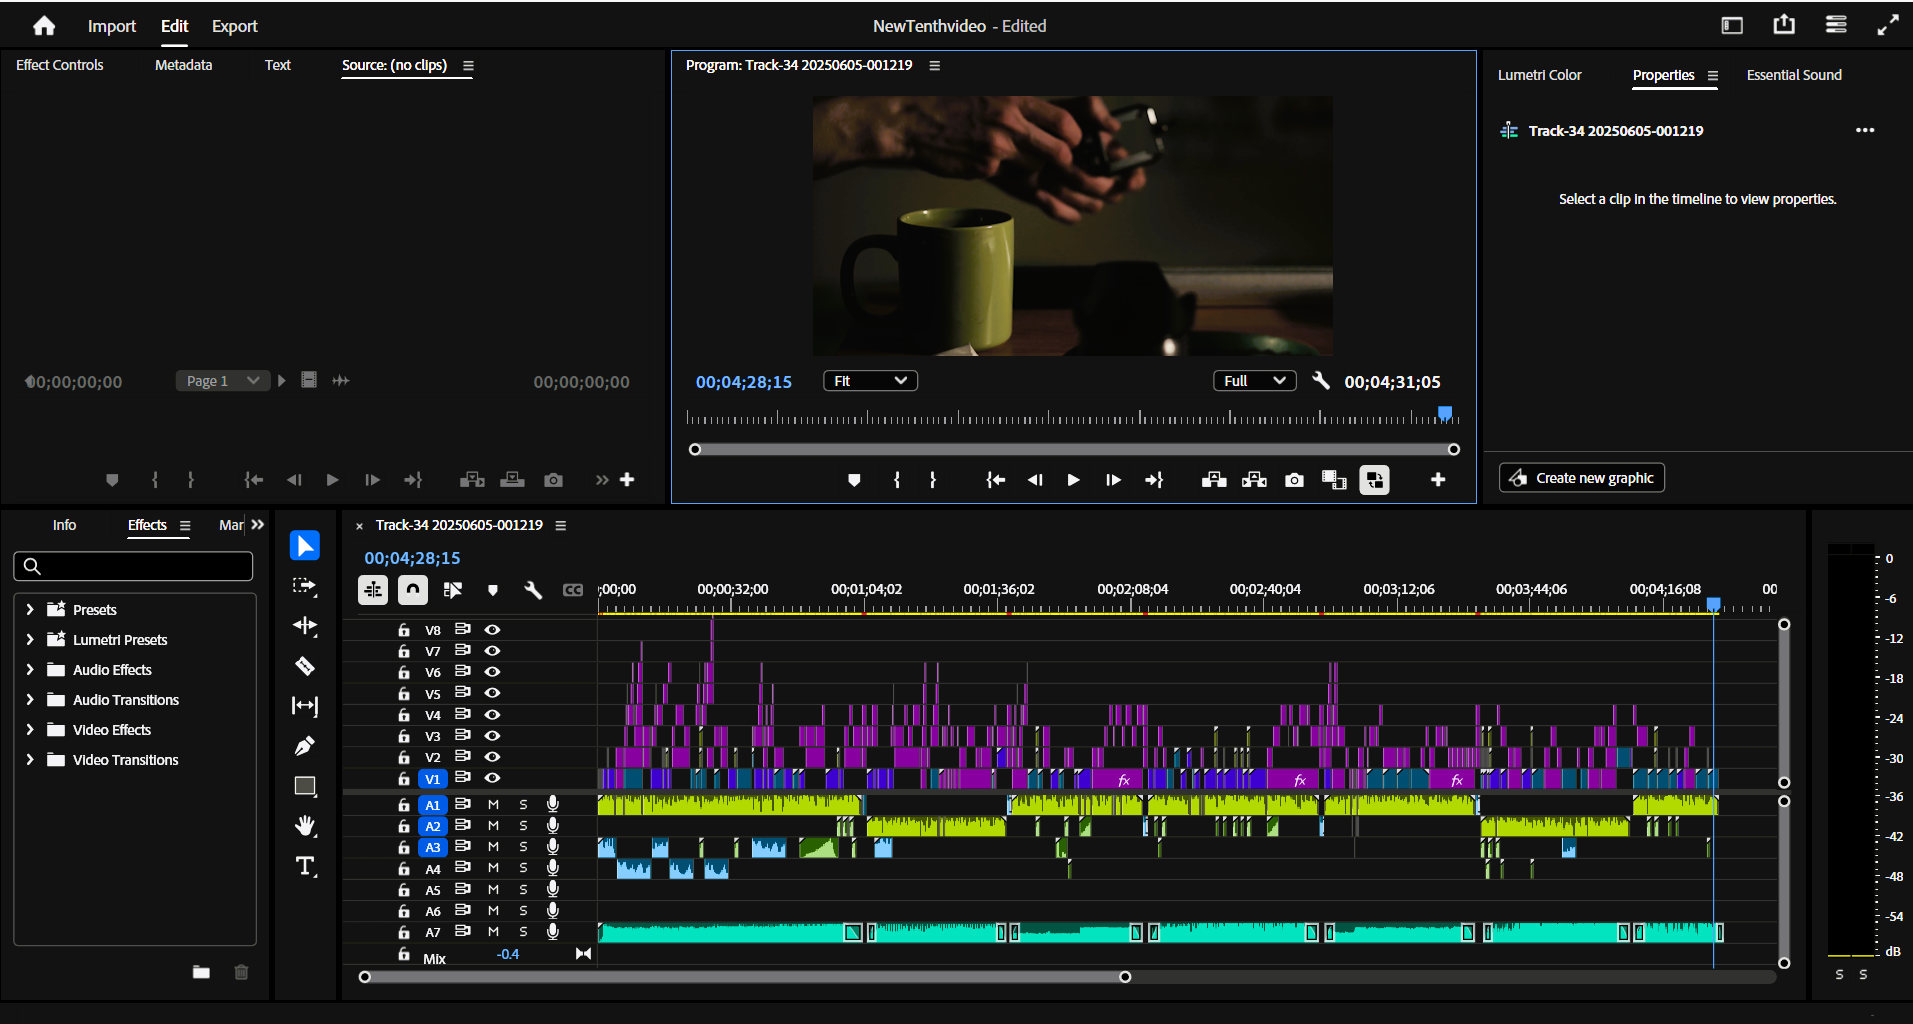 Import Edit Export NewTenthvideo - Edited
Effect Controls Metadata Text Source: (no clips)
Program: Track-34 20250605-001219
Lumetri Color Properties Essential Sound
Track-34 20250605-001219
Select a clip in the timeline to view properties.
00;00;00;00 Page 1 00;00;00;00
00;04;28;15 Fit Full 00;04;31;05
Create new graphic
Info Effects Mar
Presets
Lumetri Presets
Audio Effects
Audio Transitions
Video Effects
Video Transitions
Track-34 20250605-001219
00;04;28;15
;00;00 00;00;32;00 00;01;04;02 00;01;36;02 00;02;08;04 00;02;40;04 00;03;12;06 00;03;44;06 00;04;16;08 00
CC
V8
V7
V6
V5
V4
V3
V2
V1 fx fx fx
A1 M S
A2 M S
A3 M S
A4 M S
A5 M S
A6 M S
A7 M S
Mix -0.4
0
-6
-12
-18
-24
-30
-36
-42
-48
-54
dB
S S